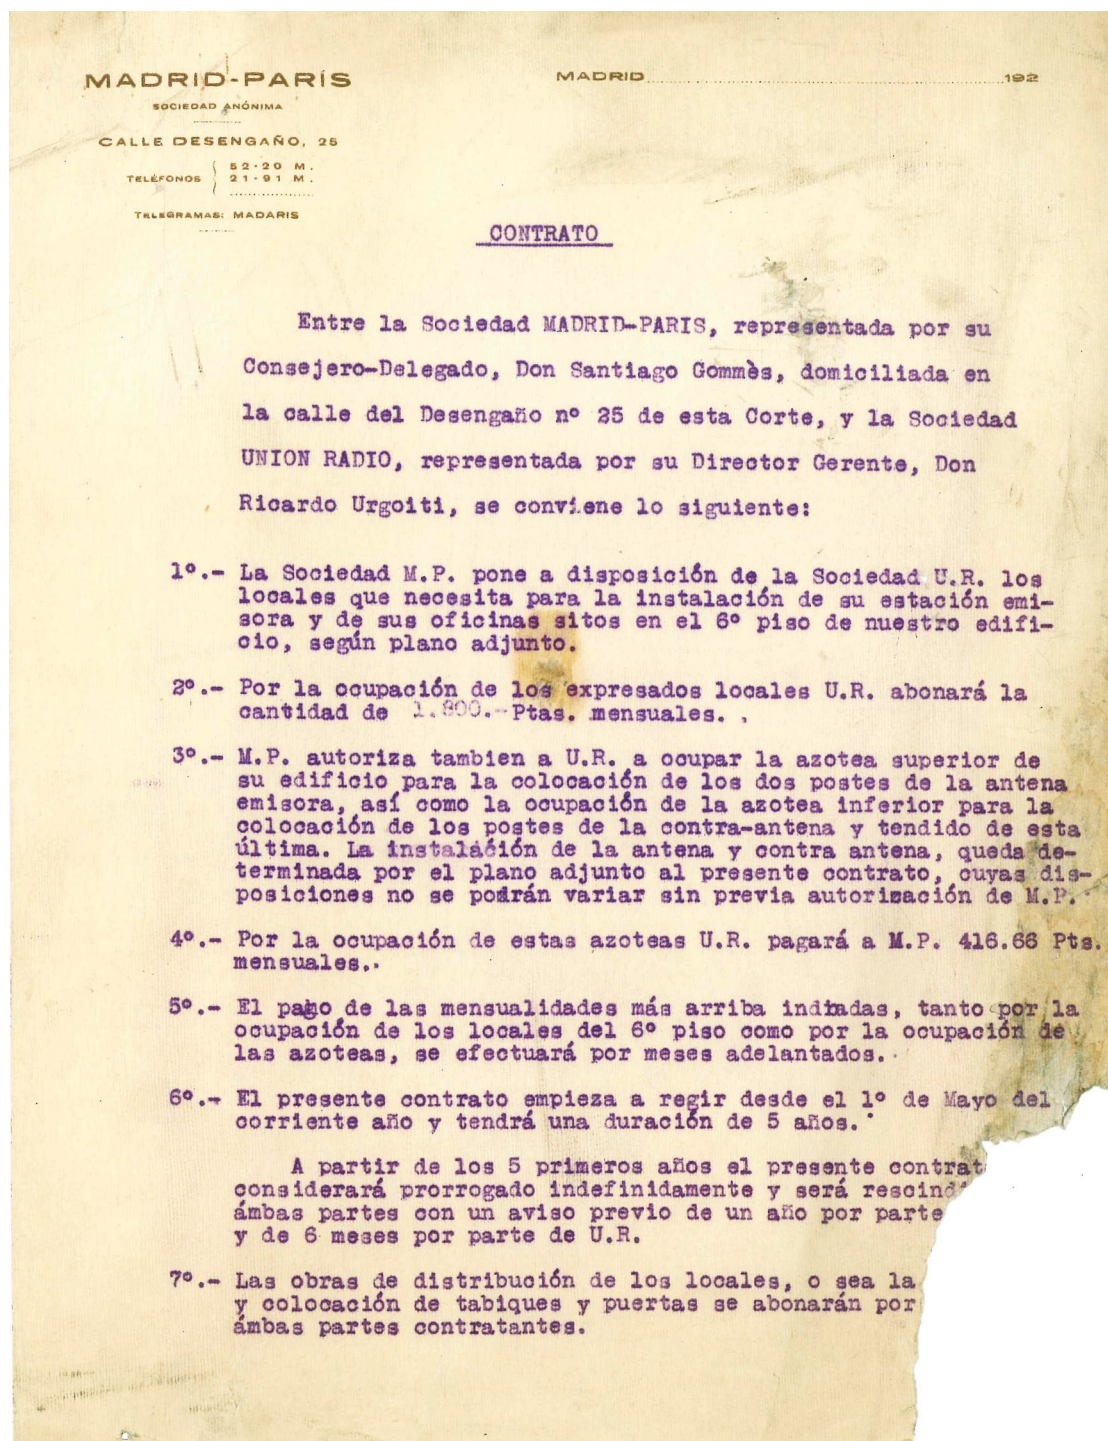 MADRID-PARÍS
SOCIEDAD ANÓNIMA
CALLE DESENGAÑO, 25
TELÉFONOS { 52-20 M.
21-91 M.
TELEGRAMAS: MADARIS
MADRID 192
CONTRATO
Entre la Sociedad MADRID-PARIS, representada por su
Consejero-Delegado, Don Santiago Gommès, domiciliada en
la calle del Desengaño nº 25 de esta Corte, y la Sociedad
UNION RADIO, representada por su Director Gerente, Don
Ricardo Urgoiti, se conviene lo siguiente:
1º.- La Sociedad M.P. pone a disposición de la Sociedad U.R. los
locales que necesita para la instalación de su estación emi-
sora y de sus oficinas sitos en el 6º piso de nuestro edifi-
cio, según plano adjunto.
2º.- Por la ocupación de los expresados locales U.R. abonará la
cantidad de Ptas. mensuales.
3º.- M.P. autoriza tambien a U.R. a ocupar la azotea superior de
su edificio para la colocación de los dos postes de la antena
emisora, así como la ocupación de la azotea inferior para la
colocación de los postes de la contra-antena y tendido de esta
última. La instalación de la antena y contra antena, queda de-
terminada por el plano adjunto al presente contrato, cuyas dis-
posiciones no se podrán variar sin previa autorización de M.P.
4º.- Por la ocupación de estas azoteas U.R. pagará a M.P. 416.66 Pts.
mensuales.
5º.- El pago de las mensualidades más arriba indiadas, tanto por la
ocupación de los locales del 6º piso como por la ocupación de
las azoteas, se efectuará por meses adelantados.
6º.- El presente contrato empieza a regir desde el 1º de Mayo del
corriente año y tendrá una duración de 5 años.
A partir de los 5 primeros años el presente contrat
considerará prorrogado indefinidamente y será rescind
ámbas partes con un aviso previo de un año por parte
y de 6 meses por parte de U.R.
7º.- Las obras de distribución de los locales, o sea la
y colocación de tabiques y puertas se abonarán por
ámbas partes contratantes.